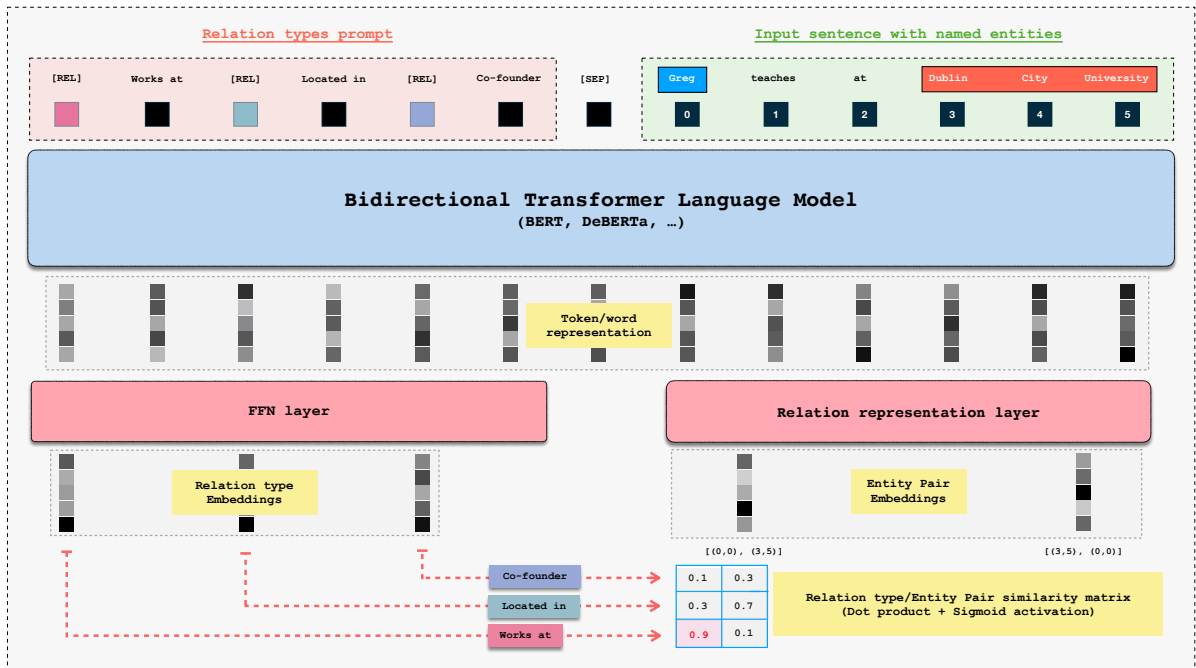 Relation types prompt
Input sentence with named entities
[REL] Works at [REL] Located in [REL] Co-founder [SEP] Greg teaches at Dublin City University
0 1 2 3 4 5
Bidirectional Transformer Language Model
(BERT, DeBERTa, …)
Token/word
representation
FFN layer
Relation representation layer
Relation type
Embeddings
Entity Pair
Embeddings
[(0,0), (3,5)] [(3,5), (0,0)]
Co-founder 0.1 0.3
Located in 0.3 0.7
Works at 0.9 0.1
Relation type/Entity Pair similarity matrix
(Dot product + Sigmoid activation)